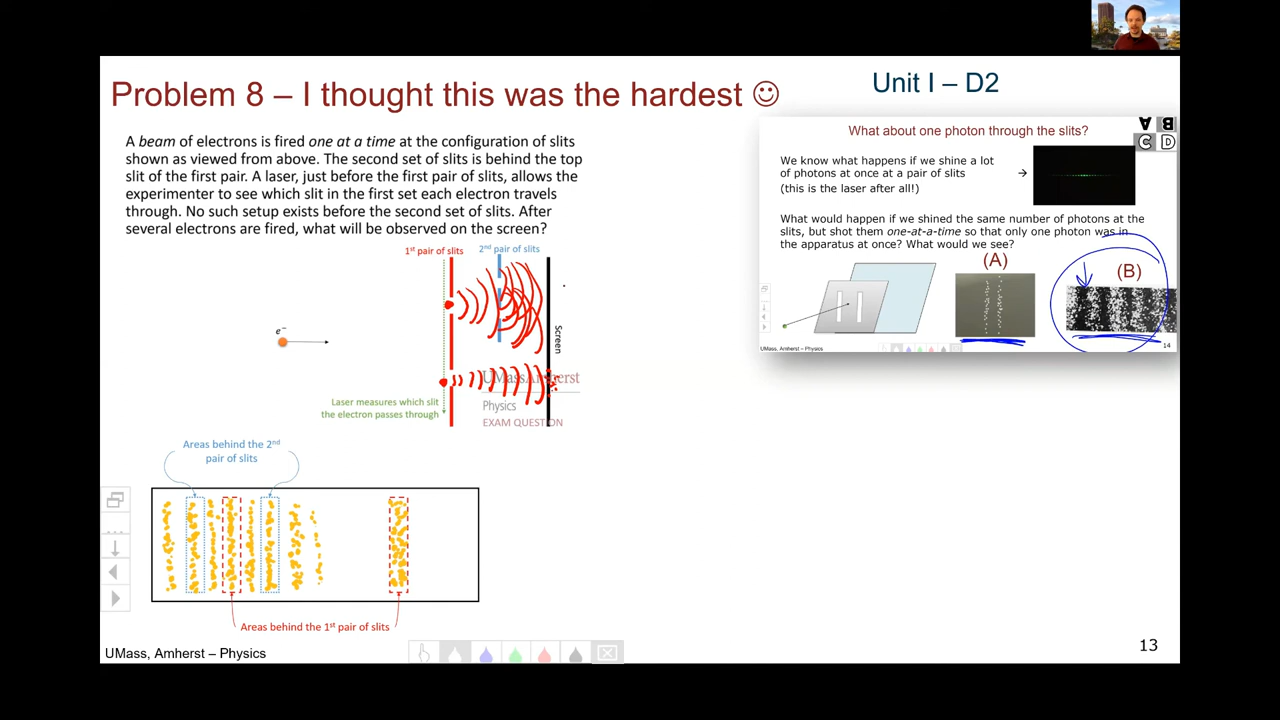 Problem 8 – I thought this was the hardest ☺
Unit I – D2
A beam of electrons is fired one at a time at the configuration of slits
shown as viewed from above. The second set of slits is behind the top
slit of the first pair. A laser, just before the first pair of slits, allows the
experimenter to see which slit in the first set each electron travels
through. No such setup exists before the second set of slits. After
several electrons are fired, what will be observed on the screen?
1st pair of slits
2nd pair of slits
e−
Screen
Laser measures which slit
the electron passes through
UMassAmherst
Physics
EXAM QUESTION
Areas behind the 2nd
pair of slits
Areas behind the 1st pair of slits
What about one photon through the slits?
A B
C D
We know what happens if we shine a lot
of photons at once at a pair of slits
(this is the laser after all!)
→
What would happen if we shined the same number of photons at the
slits, but shot them one-at-a-time so that only one photon was in
the apparatus at once? What would we see?
(A)
(B)
UMass, Amherst – Physics
14
UMass, Amherst – Physics
13